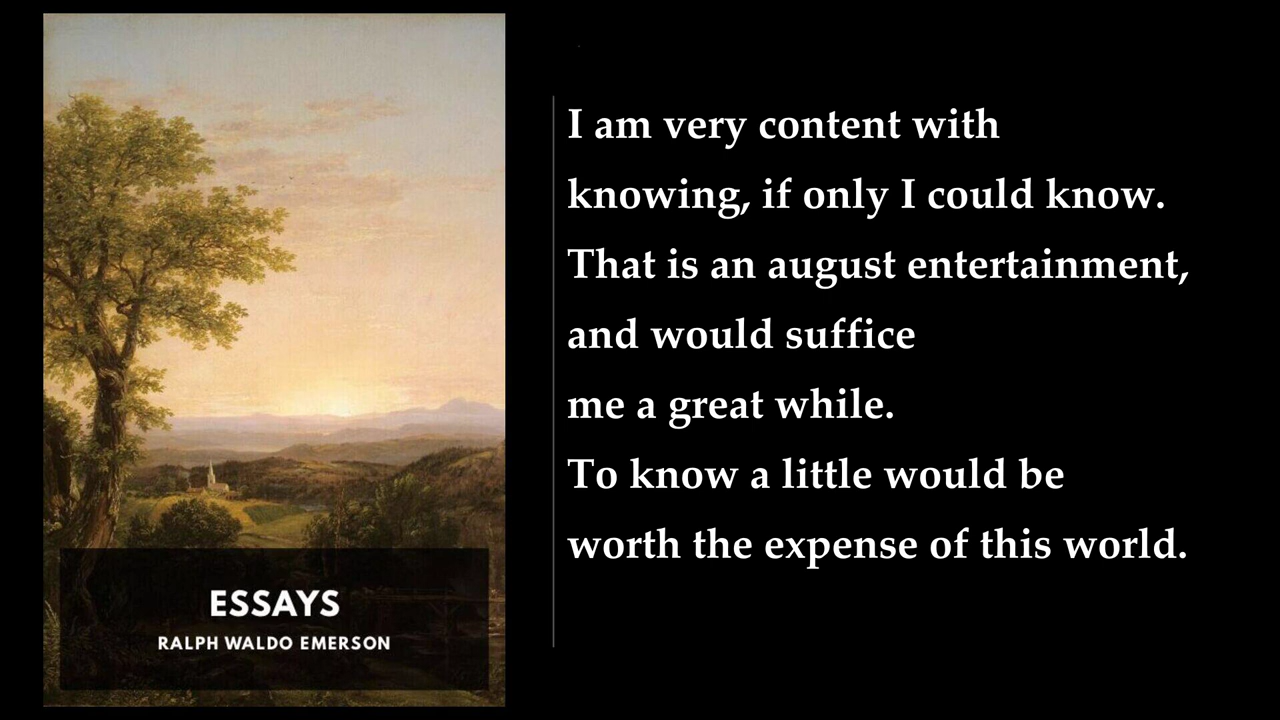 ESSAYS
RALPH WALDO EMERSON
I am very content with
knowing, if only I could know.
That is an august entertainment,
and would suffice
me a great while.
To know a little would be
worth the expense of this world.